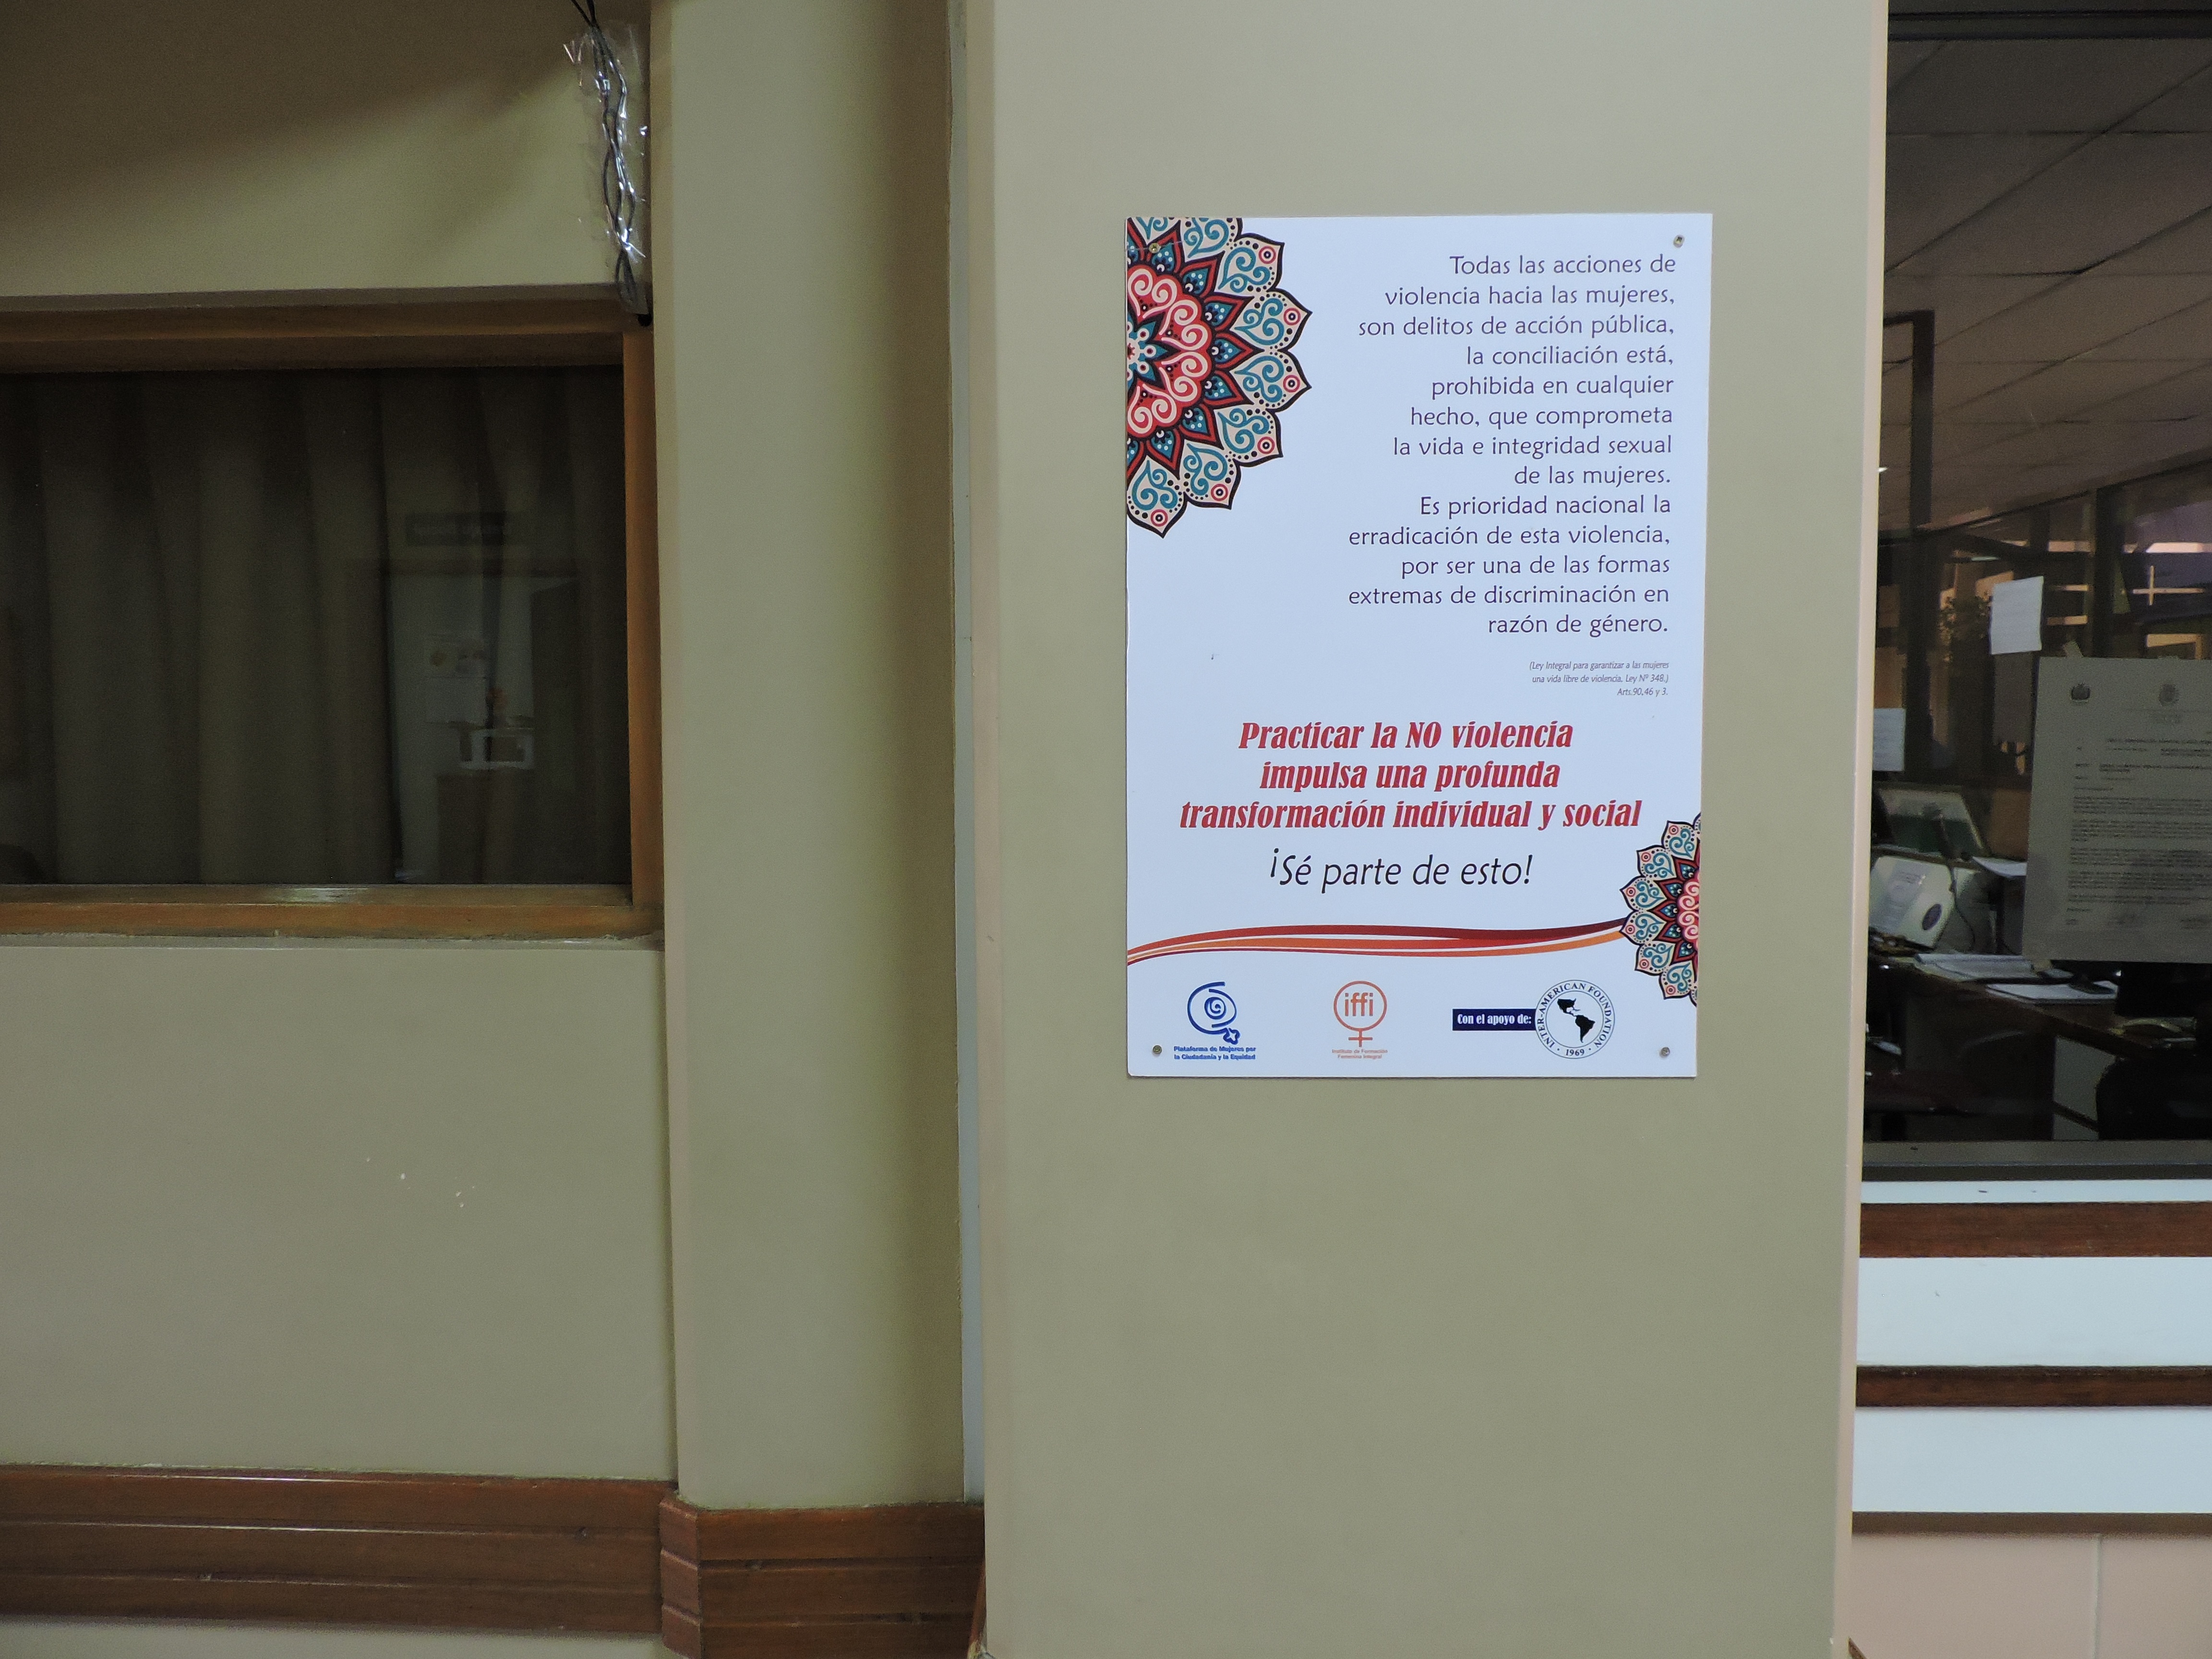 Todas las acciones de
violencia hacia las mujeres,
son delitos de acción pública,
la conciliación está,
prohibida en cualquier
hecho, que comprometa
la vida e integridad sexual
de las mujeres.
Es prioridad nacional la
erradicación de esta violencia,
por ser una de las formas
extremas de discriminación en
razón de género.
(Ley Integral para garantizar a las mujeres
una vida libre de violencia. Ley Nº 348.)
Arts.90,46 y 3.
Practicar la NO violencia
impulsa una profunda
transformación individual y social
¡Sé parte de esto!
Plataforma de Mujeres por
la Ciudadanía y la Equidad
iffi
Instituto de Formación
Femenina Integral
Con el apoyo de:
INTER-AMERICAN FOUNDATION
· 1969 ·